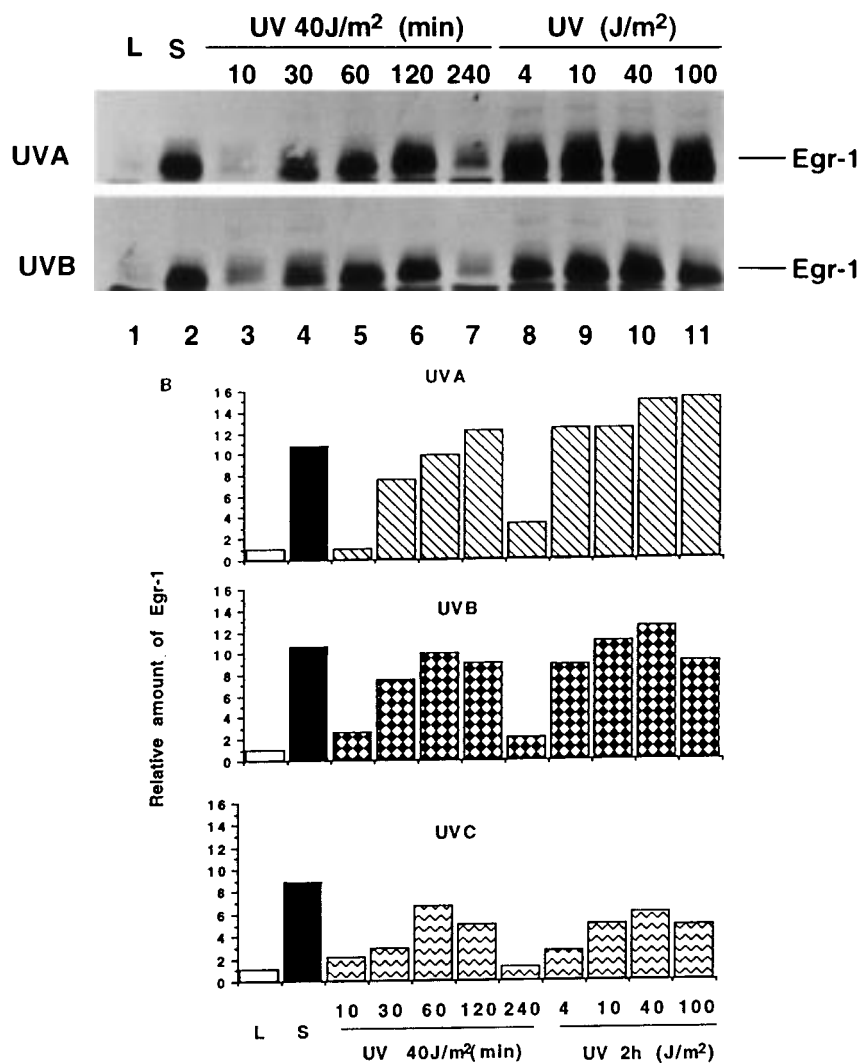 L S UV 40J/m² (min) UV (J/m²)
10 30 60 120 240 4 10 40 100
UVA Egr-1
UVB Egr-1
1 2 3 4 5 6 7 8 9 10 11
B UVA
16
14
12
10
8
6
4
2
0
UVB
16
14
12
10
8
6
4
2
0
Relative amount of Egr-1
UVC
16
14
12
10
8
6
4
2
0
10 30 60 120 240 4 10 40 100
L S
UV 40J/m²(min) UV 2h (J/m²)